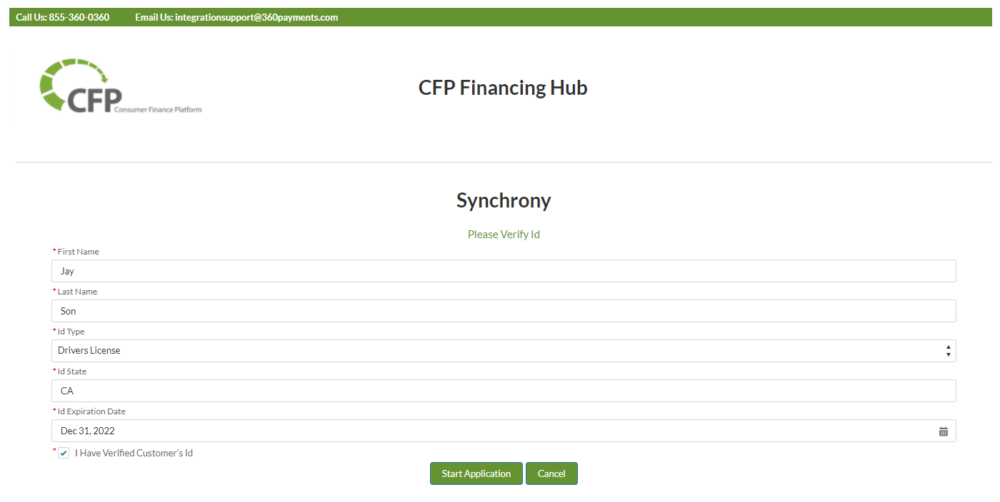 Call Us: 855-360-0360 Email Us: integrationsupport@360payments.com
CFP
Consumer Finance Platform
CFP Financing Hub
Synchrony
Please Verify Id
* First Name
Jay
* Last Name
Son
* Id Type
Drivers License
* Id State
CA
* Id Expiration Date
Dec 31, 2022
* I Have Verified Customer's Id
Start Application Cancel